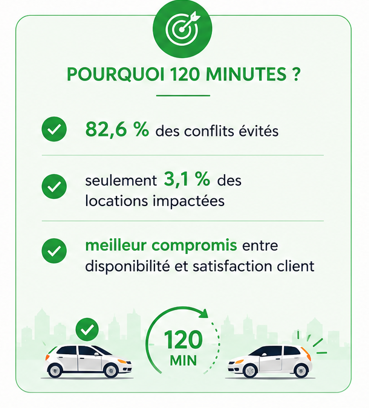 POURQUOI 120 MINUTES ?
82,6 % des conflits évités
seulement 3,1 % des
locations impactées
meilleur compromis entre
disponibilité et satisfaction client
120
MIN